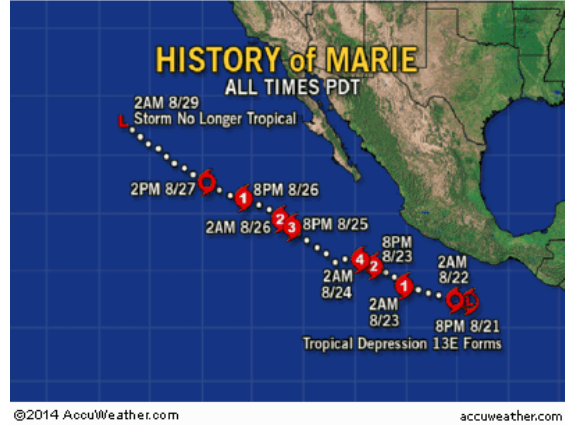 HISTORY of MARIE
ALL TIMES PDT
2AM 8/29
L Storm No Longer Tropical
2PM 8/27
1 8PM 8/26
2AM 8/26 2
3 8PM 8/25
4
2AM
8/24
2
8PM
8/23
1
2AM
8/23
2AM
8/22
L
8PM 8/21
Tropical Depression 13E Forms
©2014 AccuWeather.com
accuweather.com